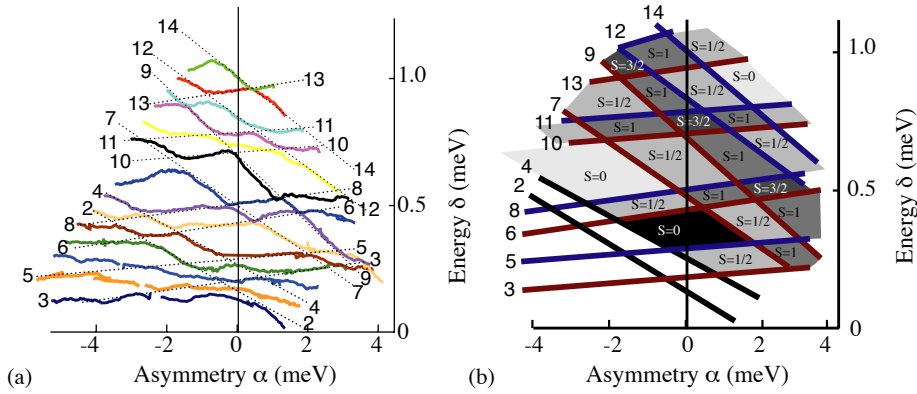 14
12
9
7
11
10
4
2
8
6
5
3
13
13
11
10
14
8
6
12
5
3
9
7
4
2
1.0
0.5
0
Energy δ (meV)
-4 -2 0 2 4
(a) Asymmetry α (meV)
14
12
9
13
7
11
10
4
2
8
6
5
3
S=1
S=1/2
S=3/2
S=0
S=1/2
S=1
S=1/2
S=1
S=3/2
S=1
S=1/2
S=0
S=1/2
S=1
S=3/2
S=1/2
S=1
S=1
S=0
S=1/2
S=1/2
S=1
1.0
0.5
0
Energy δ (meV)
-4 -2 0 2 4
(b) Asymmetry α (meV)